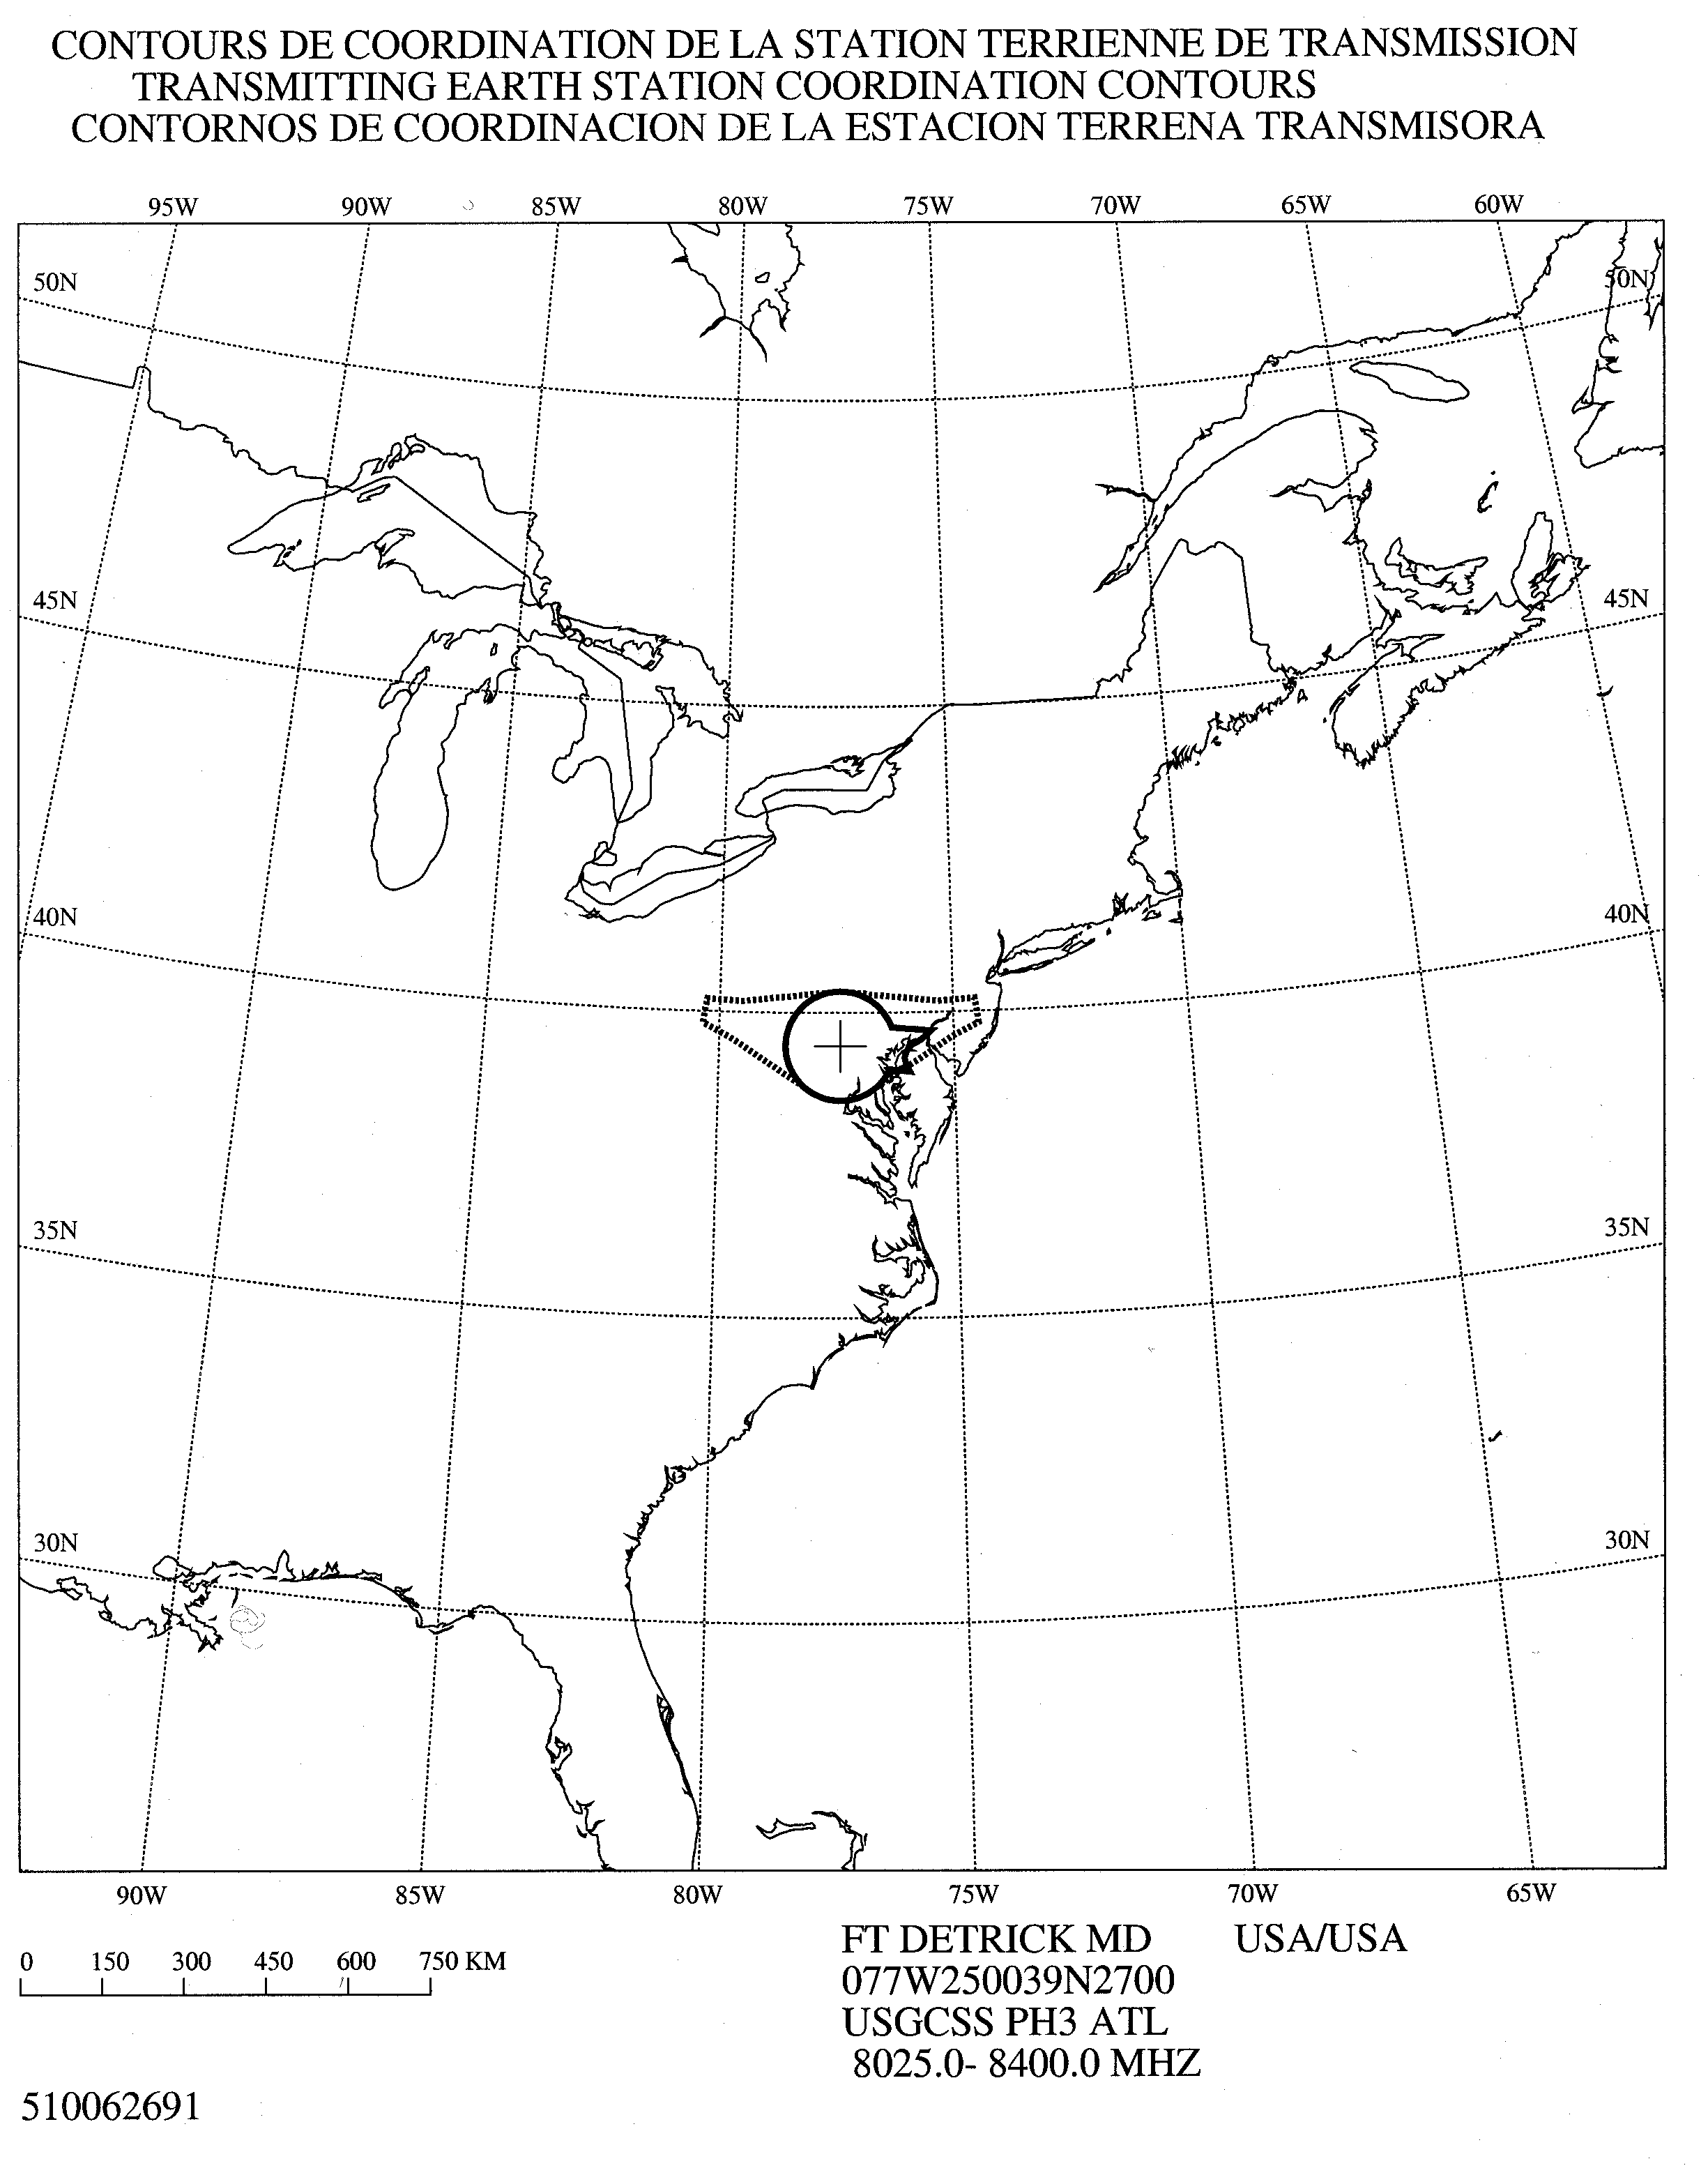 CONTOURS DE COORDINATION DE LA STATION TERRIENNE DE TRANSMISSION
TRANSMITTING EARTH STATION COORDINATION CONTOURS
CONTORNOS DE COORDINACION DE LA ESTACION TERRENA TRANSMISORA
95W 90W 85W 80W 75W 70W 65W 60W
50N 50N
45N 45N
40N 40N
35N 35N
30N 30N
90W 85W 80W 75W 70W 65W
0 150 300 450 600 750 KM
FT DETRICK MD USA/USA
077W250039N2700
USGCSS PH3 ATL
8025.0- 8400.0 MHZ
510062691